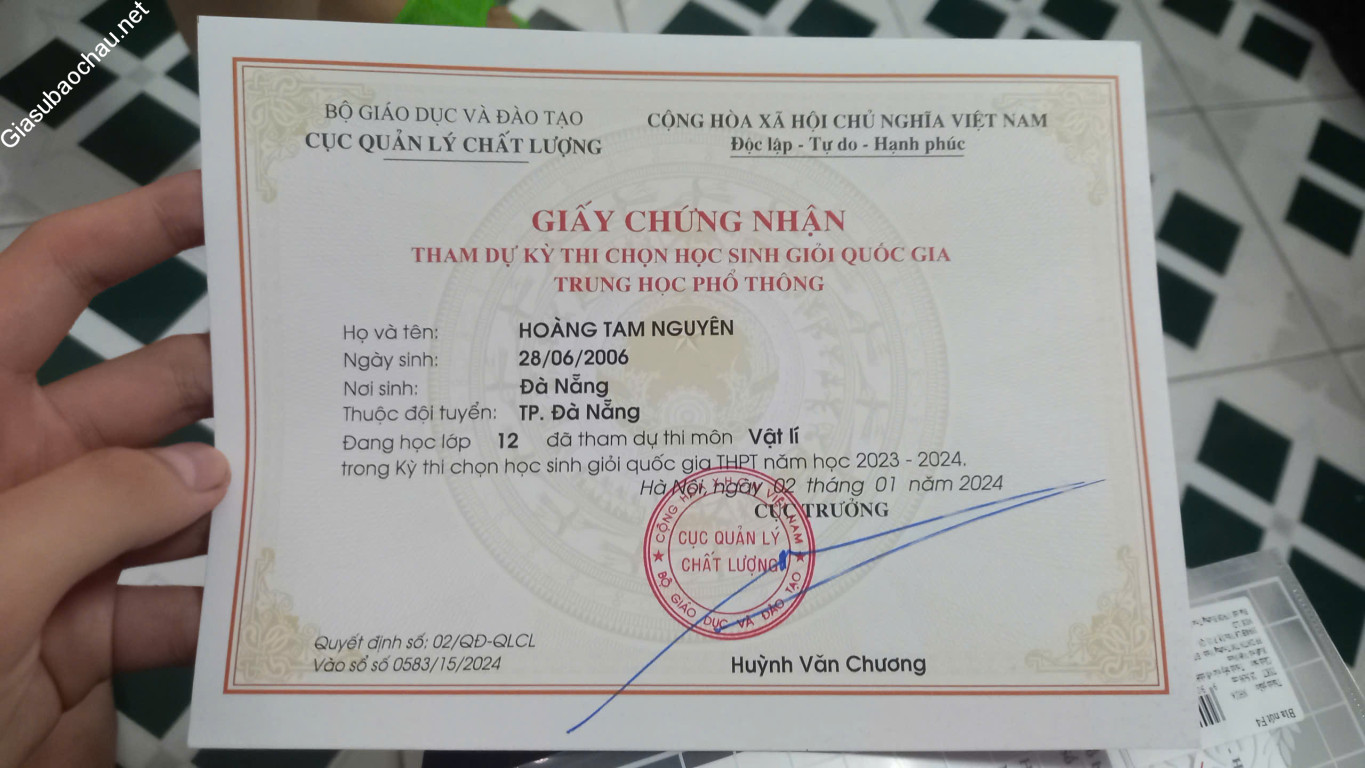 Giasubaochau.net
BỘ GIÁO DỤC VÀ ĐÀO TẠO
CỤC QUẢN LÝ CHẤT LƯỢNG
CỘNG HÒA XÃ HỘI CHỦ NGHĨA VIỆT NAM
Độc lập - Tự do - Hạnh phúc
GIẤY CHỨNG NHẬN
THAM DỰ KỲ THI CHỌN HỌC SINH GIỎI QUỐC GIA
TRUNG HỌC PHỔ THÔNG
Họ và tên: HOÀNG TAM NGUYÊN
Ngày sinh: 28/06/2006
Nơi sinh: Đà Nẵng
Thuộc đội tuyển: TP. Đà Nẵng
Đang học lớp 12 đã tham dự thi môn Vật lí
trong Kỳ thi chọn học sinh giỏi quốc gia THPT năm học 2023 - 2024.
Hà Nội, ngày 02 tháng 01 năm 2024
CỤC TRƯỞNG
CỤC QUẢN LÝ
CHẤT LƯỢNG
BỘ GIÁO DỤC VÀ ĐÀO TẠO
Quyết định số: 02/QĐ-QLCL
Vào sổ số 0583/15/2024
Huỳnh Văn Chương
Bìa nút F4